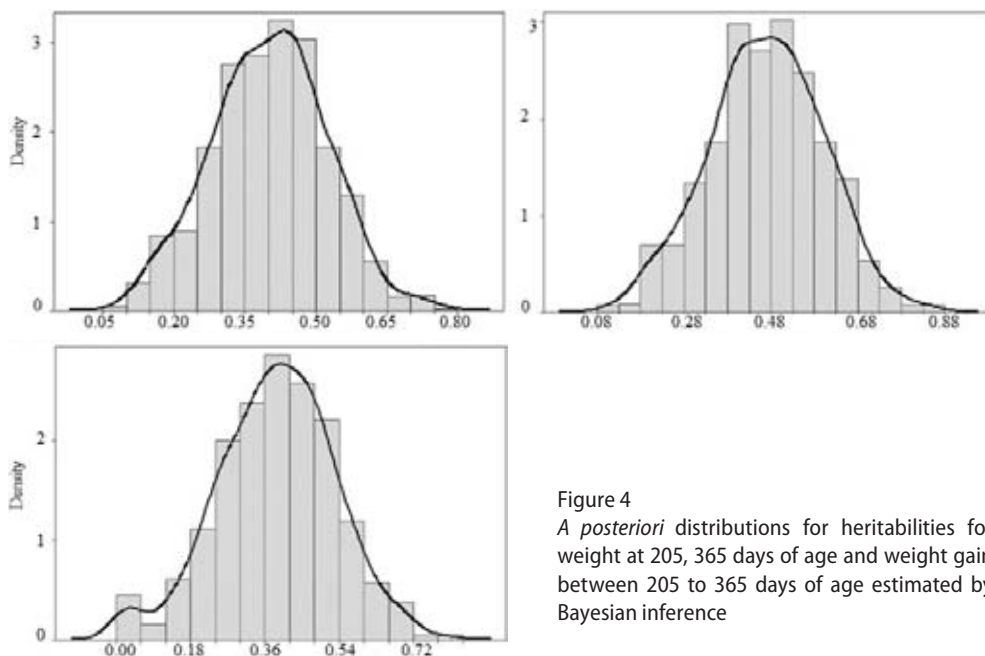 3
2
1
0
Density
0.05 0.20 0.35 0.50 0.65 0.80
3
2
1
0
0.08 0.28 0.48 0.68 0.88
2
1
0
Density
0.00 0.18 0.36 0.54 0.72
Figure 4
A posteriori distributions for heritabilities fo
weight at 205, 365 days of age and weight gain
between 205 to 365 days of age estimated by
Bayesian inference